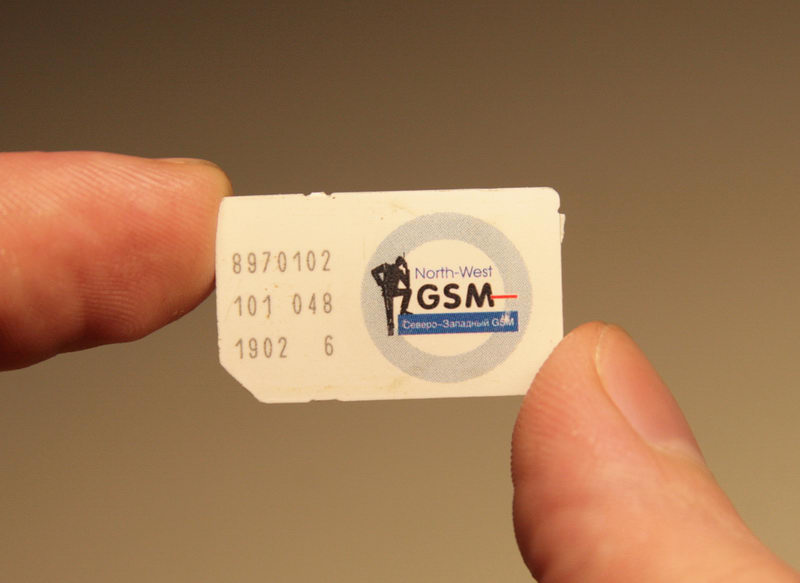 8970102
101 048
1902 6
North-West
GSM
Северо-Западный GSM